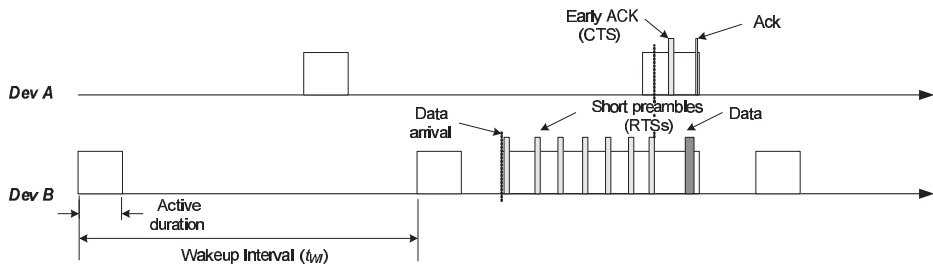 Early ACK
(CTS)
Ack
Dev A
Data
arrival
Short preambles
(RTSs)
Data
Dev B
Active
duration
Wakeup Interval (tWI)